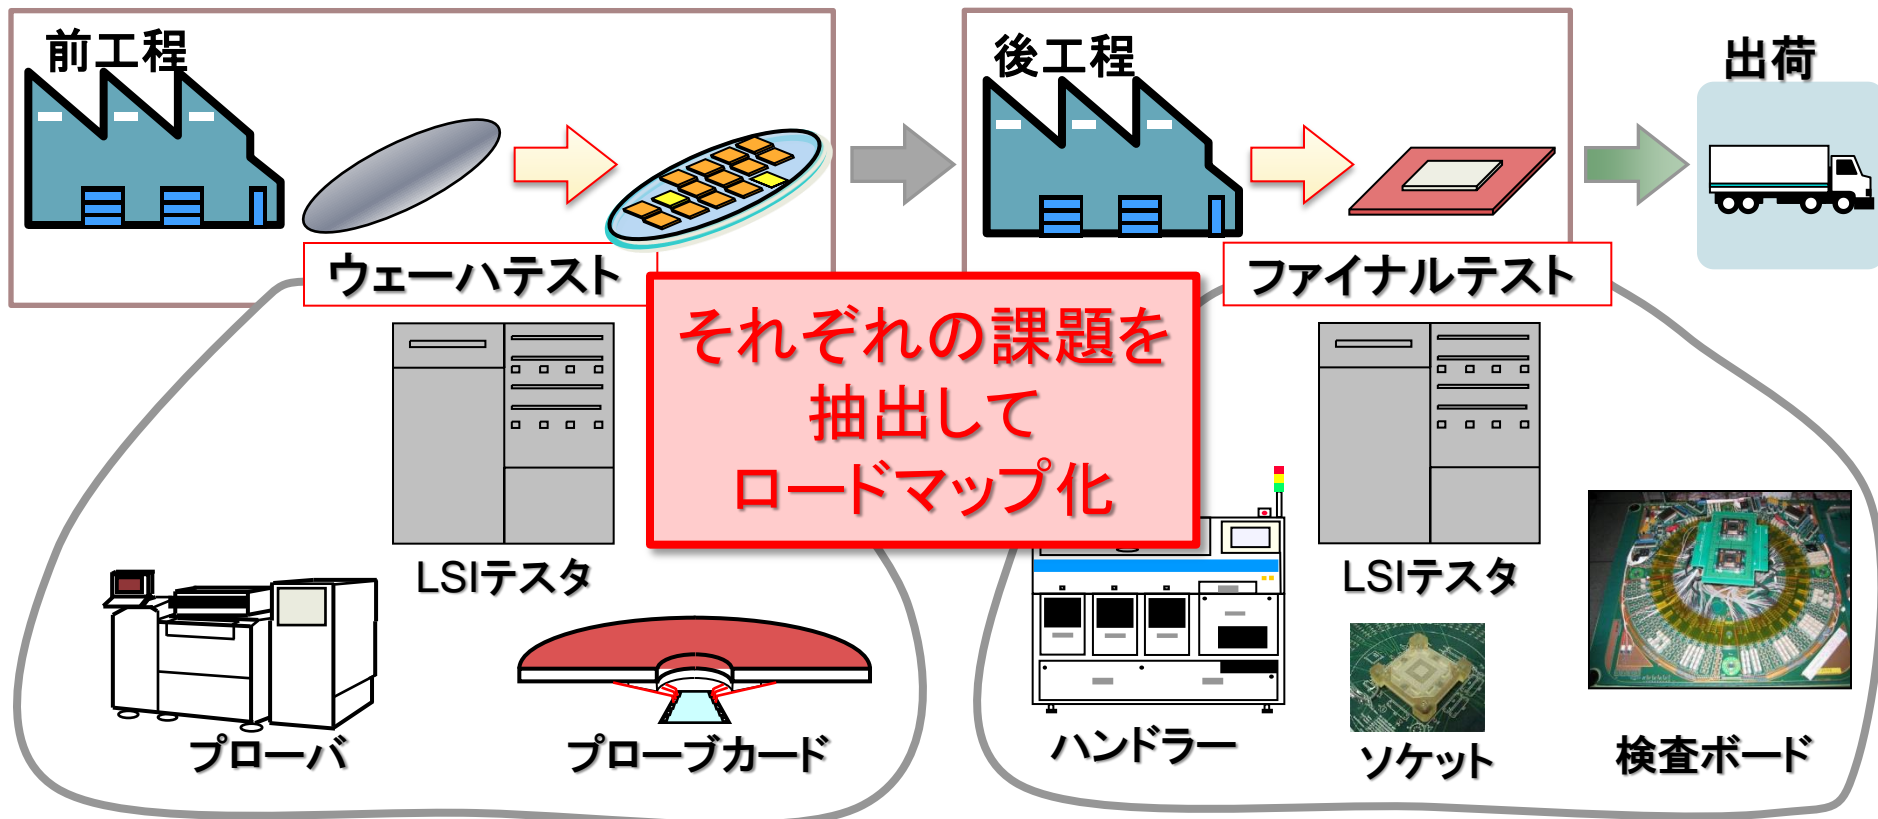 前工程
後工程
出荷
ウェーハテスト
ファイナルテスト
それぞれの課題を
抽出して
ロードマップ化
LSIテスタ
LSIテスタ
プローバ
プローブカード
ハンドラー
ソケット
検査ボード